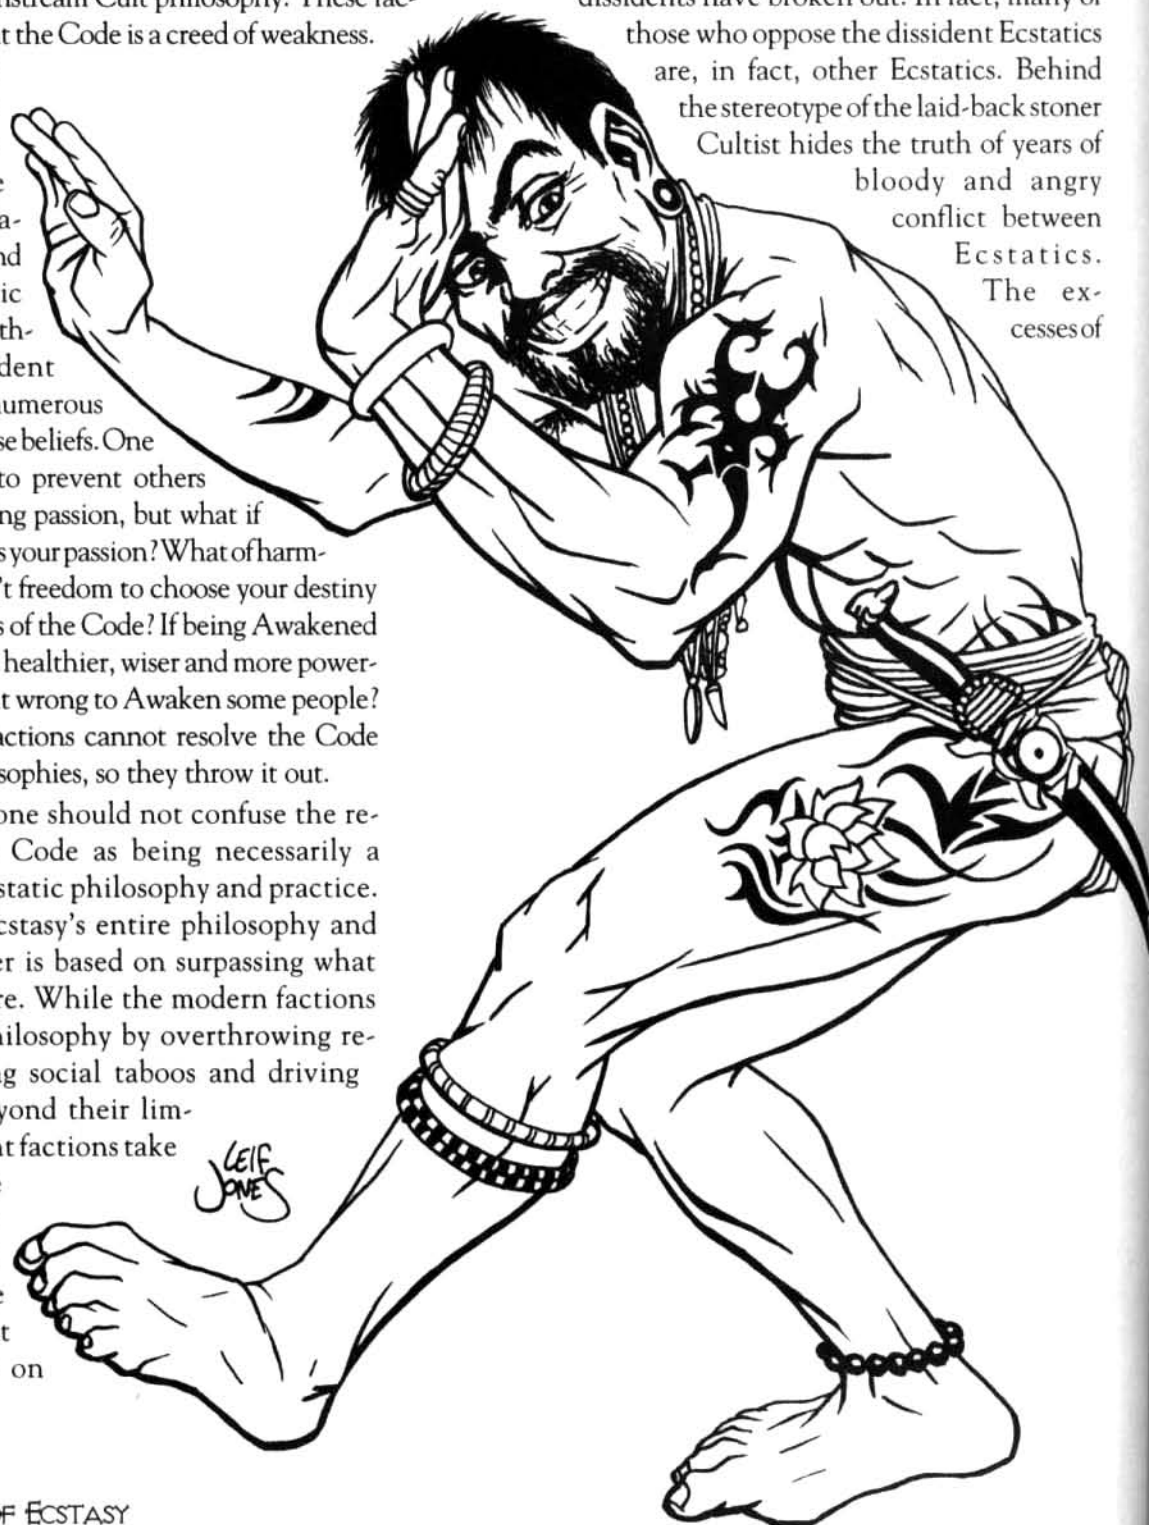 Cult philosophy. These fac-
t the Code is a creed of weakness.
nd
ic
th-
dent
umerous
se beliefs. One
to prevent others
ng passion, but what if
s your passion? What of harm-
't freedom to choose your destiny
s of the Code? If being Awakened
healthier, wiser and more power-
t wrong to Awaken some people?
actions cannot resolve the Code
sophies, so they throw it out.
one should not confuse the re-
Code as being necessarily a
static philosophy and practice.
cstasy's entire philosophy and
er is based on surpassing what
re. While the modern factions
hilosophy by overthrowing re-
g social taboos and driving
yond their lim-
t factions take
t
on
dissidents have broken out. In fact, many of
those who oppose the dissident Ecstatics
are, in fact, other Ecstatics. Behind
the stereotype of the laid-back stoner
Cultist hides the truth of years of
bloody and angry
conflict between
Ecstatics.
The ex-
cesses of
LEIF
JONES
OF ECSTASY